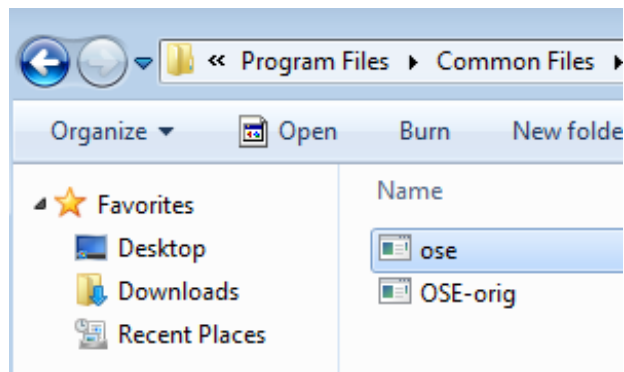 « Program Files ▸ Common Files ▸
Organize ▾ Open Burn New folde
Favorites
Desktop
Downloads
Recent Places
Name
ose
OSE-orig